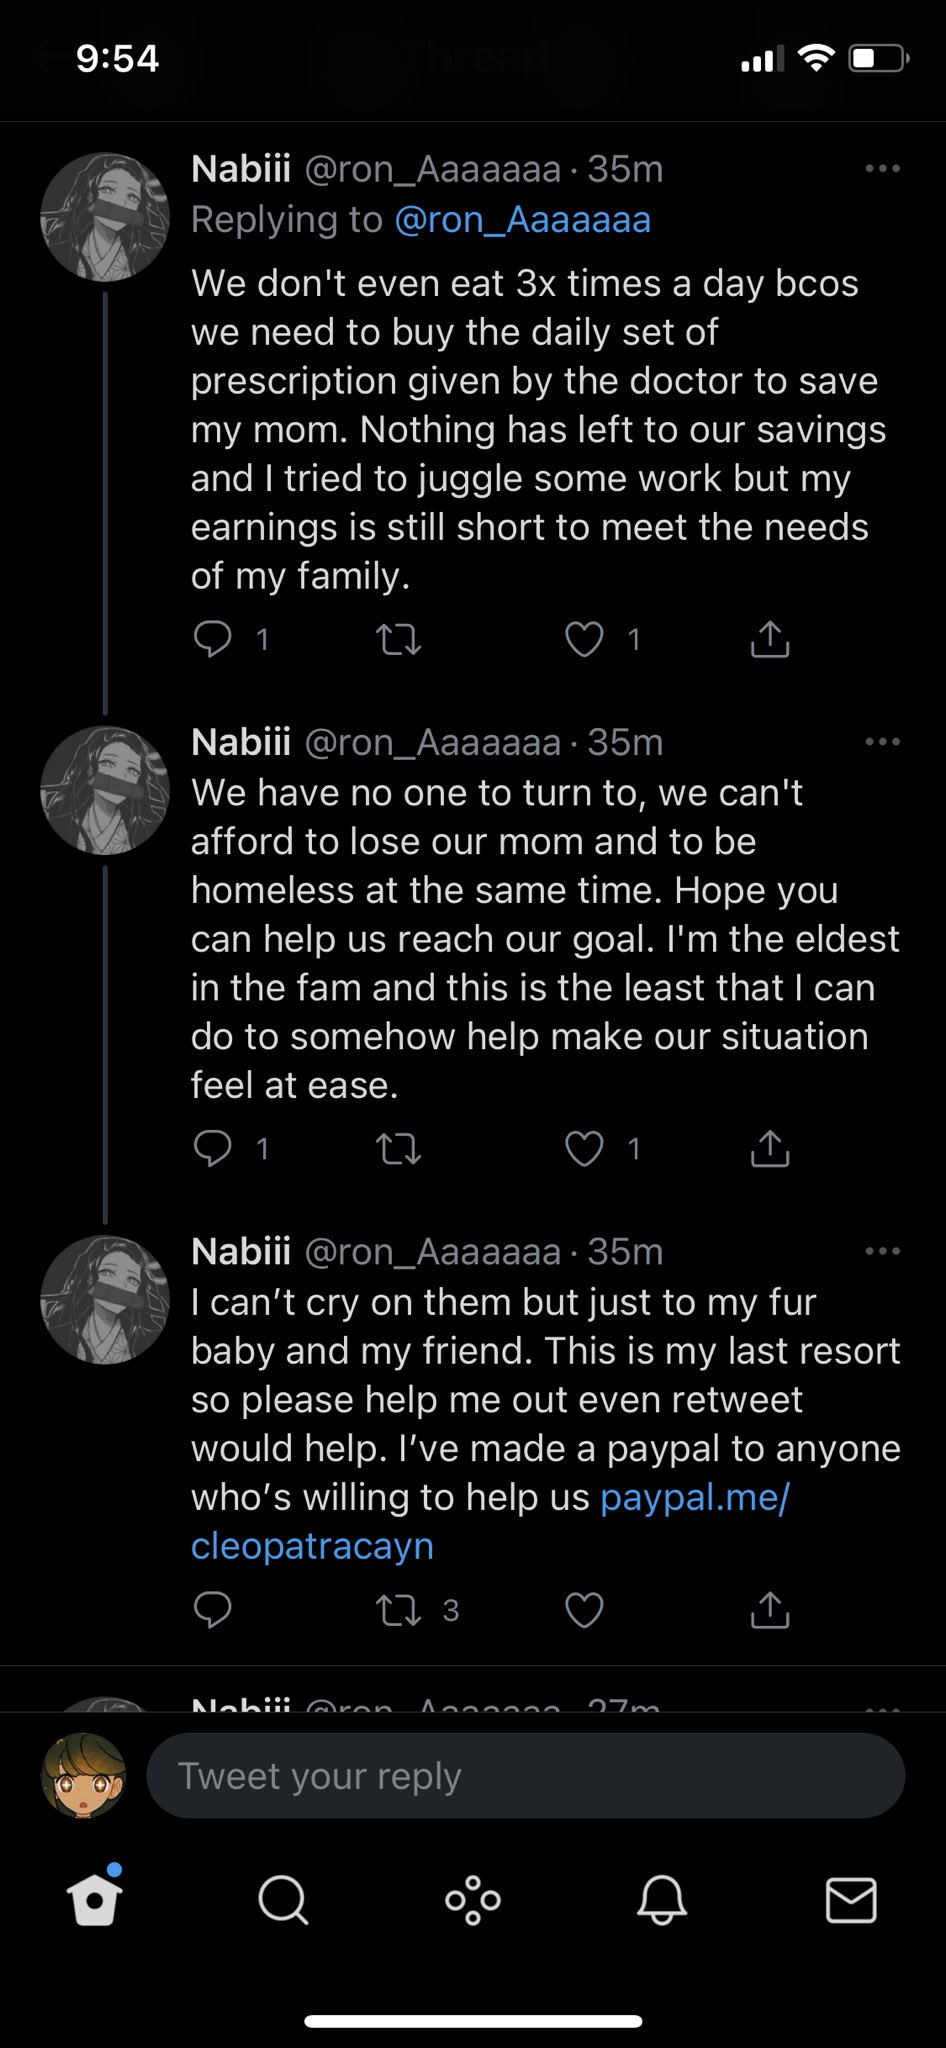 9:54
Thread
Nabiii @ron_Aaaaaaa · 35m
Replying to @ron_Aaaaaaa
We don't even eat 3x times a day bcos
we need to buy the daily set of
prescription given by the doctor to save
my mom. Nothing has left to our savings
and I tried to juggle some work but my
earnings is still short to meet the needs
of my family.
1 1
Nabiii @ron_Aaaaaaa · 35m
We have no one to turn to, we can't
afford to lose our mom and to be
homeless at the same time. Hope you
can help us reach our goal. I'm the eldest
in the fam and this is the least that I can
do to somehow help make our situation
feel at ease.
1 1
Nabiii @ron_Aaaaaaa · 35m
I can’t cry on them but just to my fur
baby and my friend. This is my last resort
so please help me out even retweet
would help. I’ve made a paypal to anyone
who’s willing to help us paypal.me/
cleopatracayn
3
Nabiii @ron_Aaaaaaa · 27m
Tweet your reply